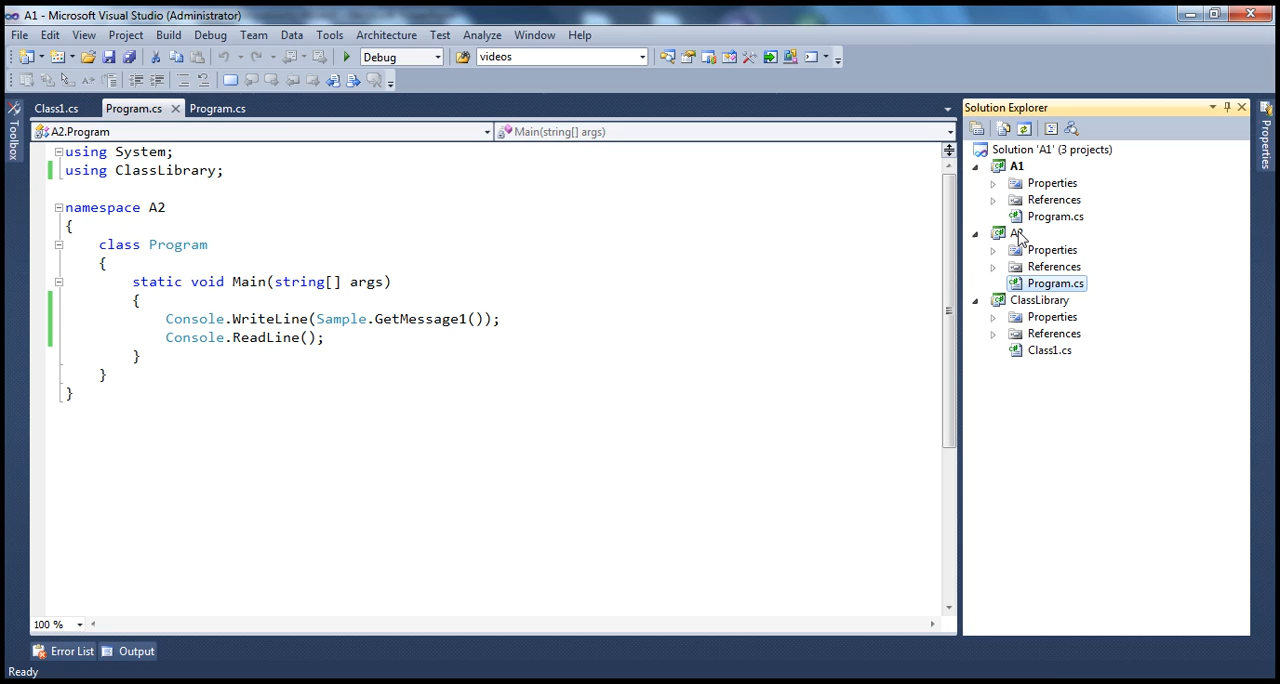 A1 - Microsoft Visual Studio (Administrator)
File Edit View Project Build Debug Team Data Tools Architecture Test Analyze Window Help
Debug videos
Class1.cs Program.cs Program.cs
A2.Program Main(string[] args)
using System;
using ClassLibrary;
namespace A2
{
class Program
{
static void Main(string[] args)
{
Console.WriteLine(Sample.GetMessage1());
Console.ReadLine();
}
}
}
100 %
Error List Output
Ready
Toolbox
Solution Explorer
Solution 'A1' (3 projects)
A1
Properties
References
Program.cs
Properties
References
Program.cs
ClassLibrary
Properties
References
Class1.cs
Properties